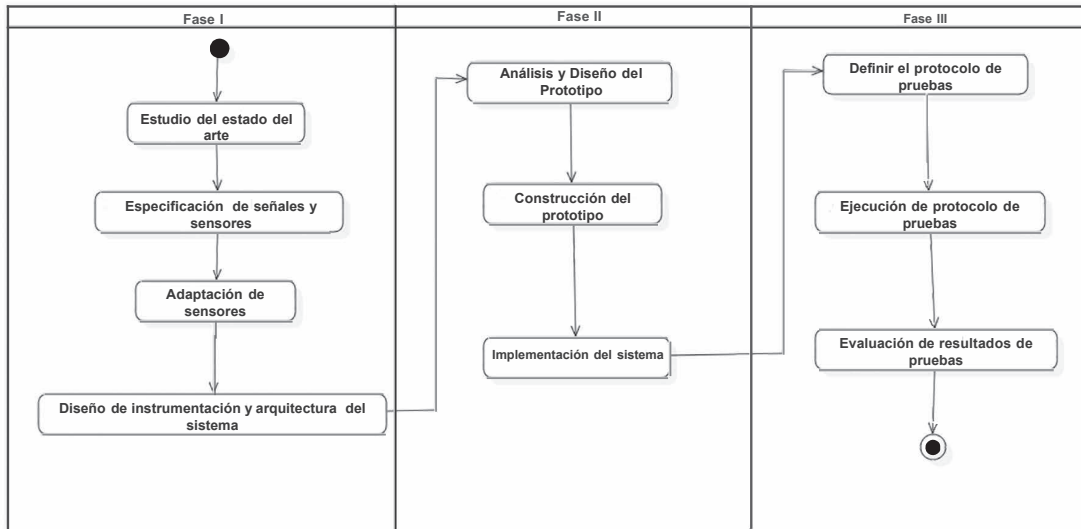 Fase I
Estudio del estado del
arte
Especificación de señales y
sensores
Adaptación de
sensores
Diseño de instrumentación y arquitectura del
sistema
Fase II
Análisis y Diseño del
Prototipo
Construcción del
prototipo
Implementación del sistema
Fase III
Definir el protocolo de
pruebas
Ejecución de protocolo de
pruebas
Evaluación de resultados de
pruebas